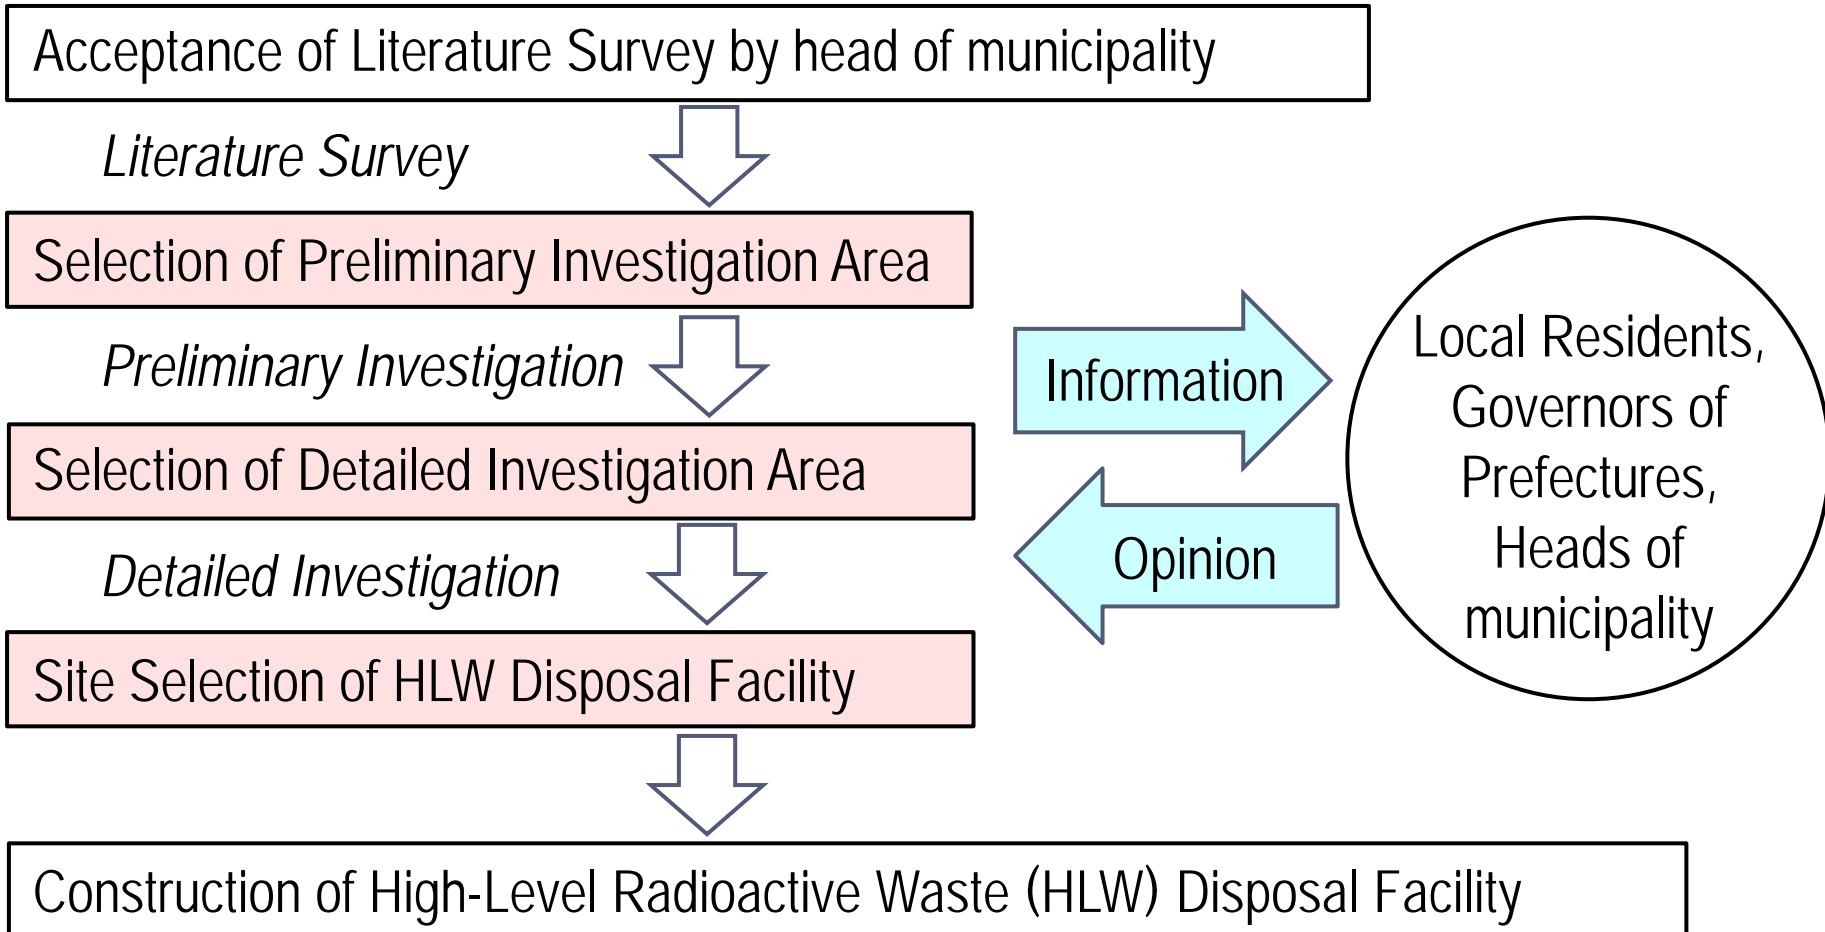 Acceptance of Literature Survey by head of municipality
Literature Survey
Selection of Preliminary Investigation Area
Preliminary Investigation
Selection of Detailed Investigation Area
Detailed Investigation
Site Selection of HLW Disposal Facility
Construction of High-Level Radioactive Waste (HLW) Disposal Facility
Information
Opinion
Local Residents,
Governors of
Prefectures,
Heads of
municipality